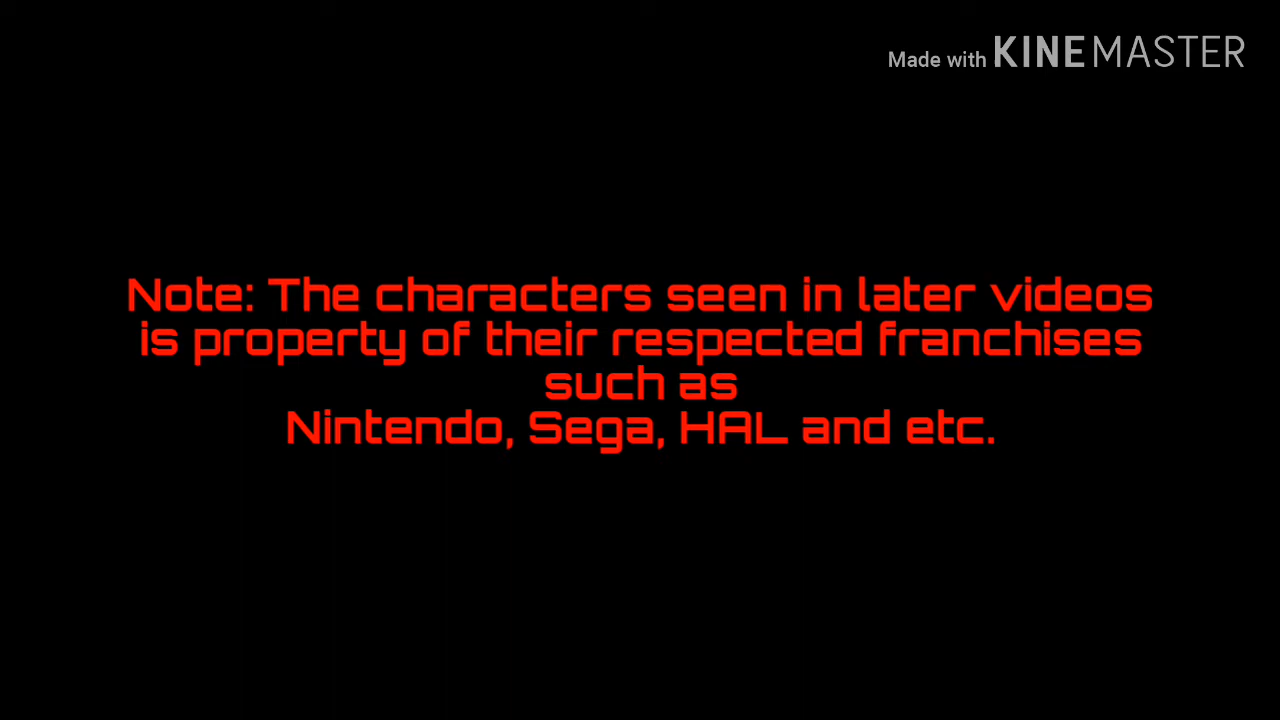 Made with KINEMASTER
Note: The characters seen in later videos
is property of their respected franchises
such as
Nintendo, Sega, HAL and etc.